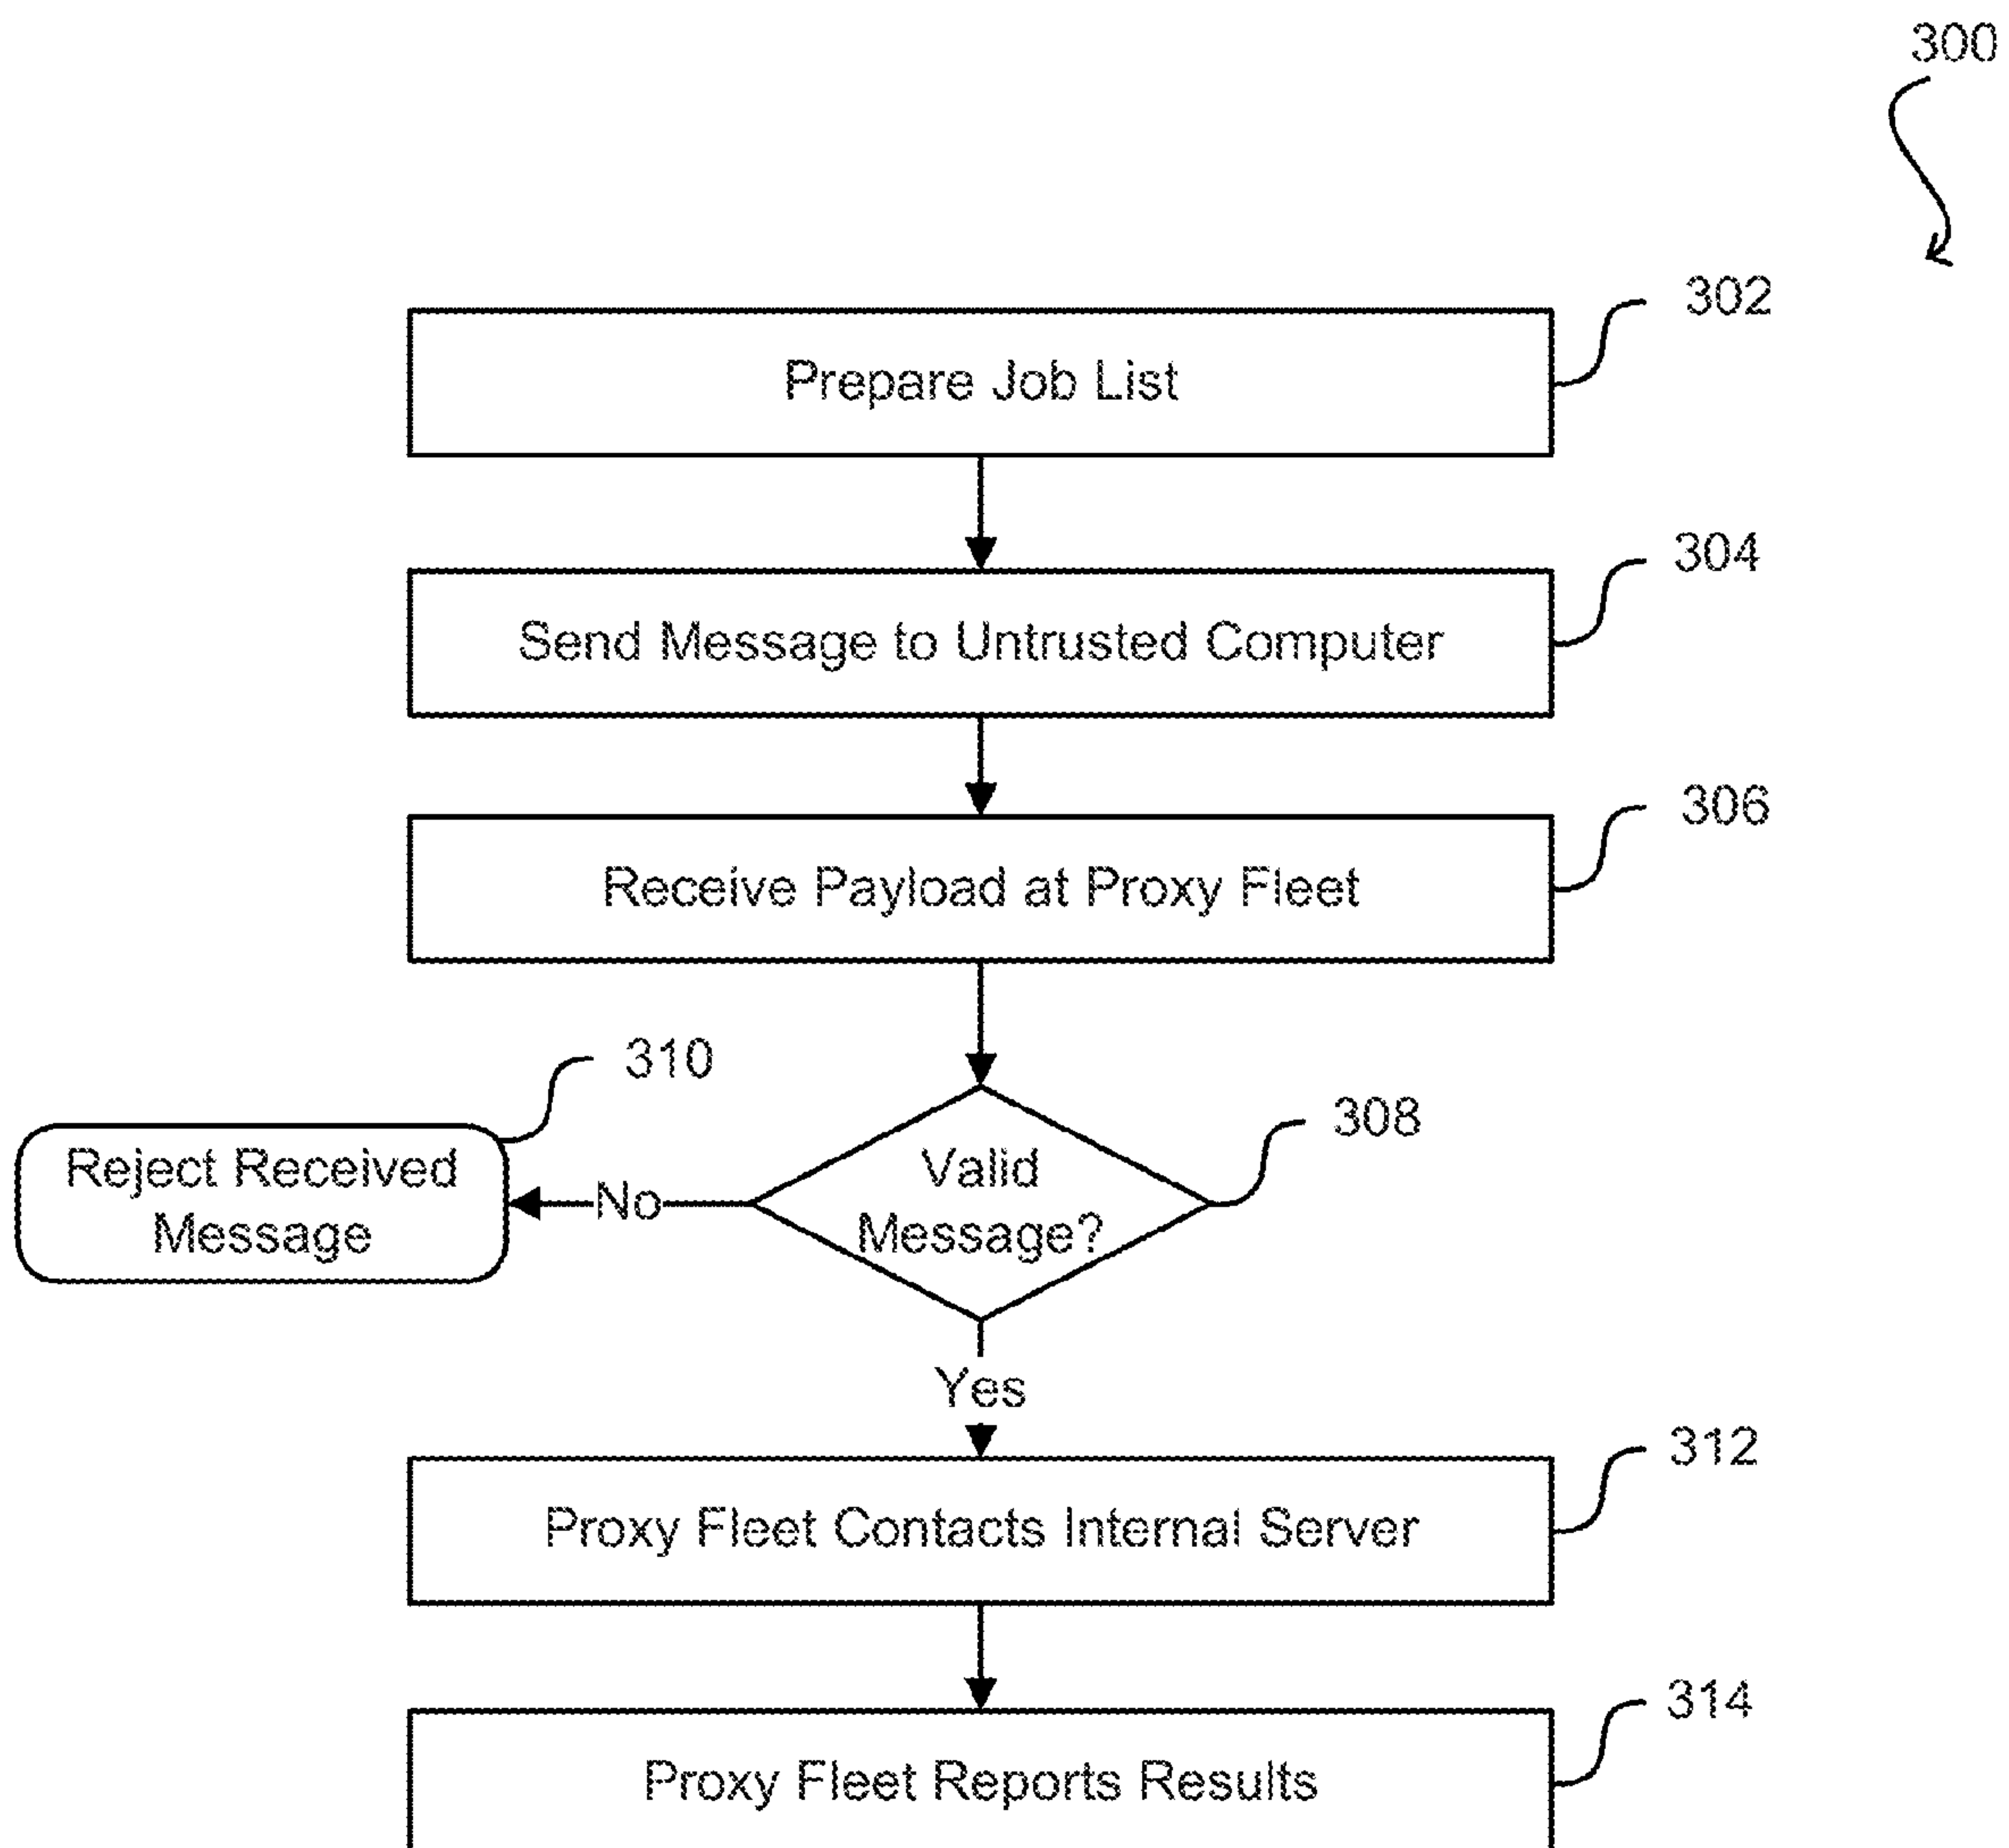 300
302
Prepare Job List
304
Send Message to Untrusted Computer
306
Receive Payload at Proxy Fleet
310
308
Reject Received
Message
No
Valid
Message?
Yes
312
Proxy Fleet Contacts Internal Server
314
Proxy Fleet Reports Results